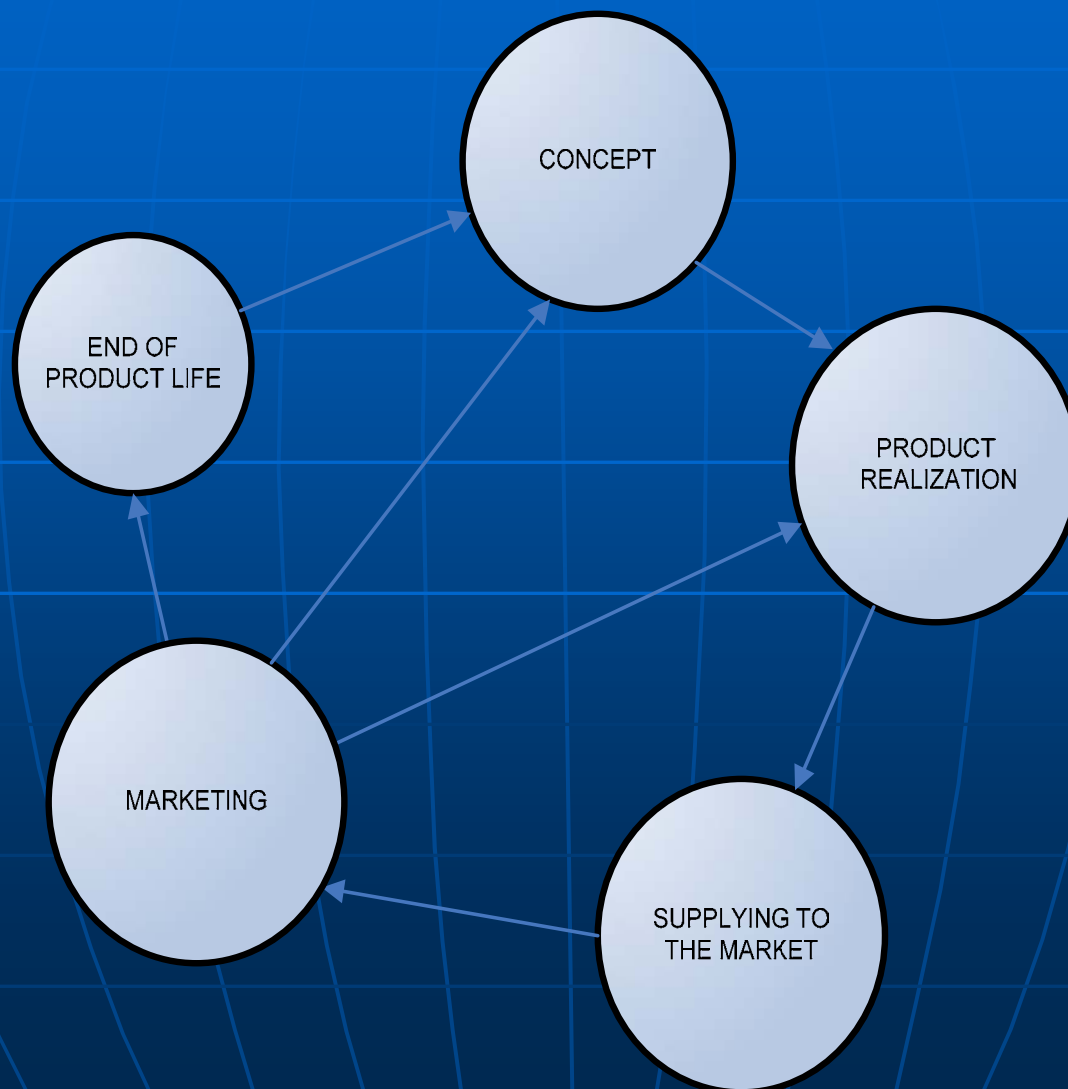 CONCEPT
END OF
PRODUCT LIFE
PRODUCT
REALIZATION
MARKETING
SUPPLYING TO
THE MARKET